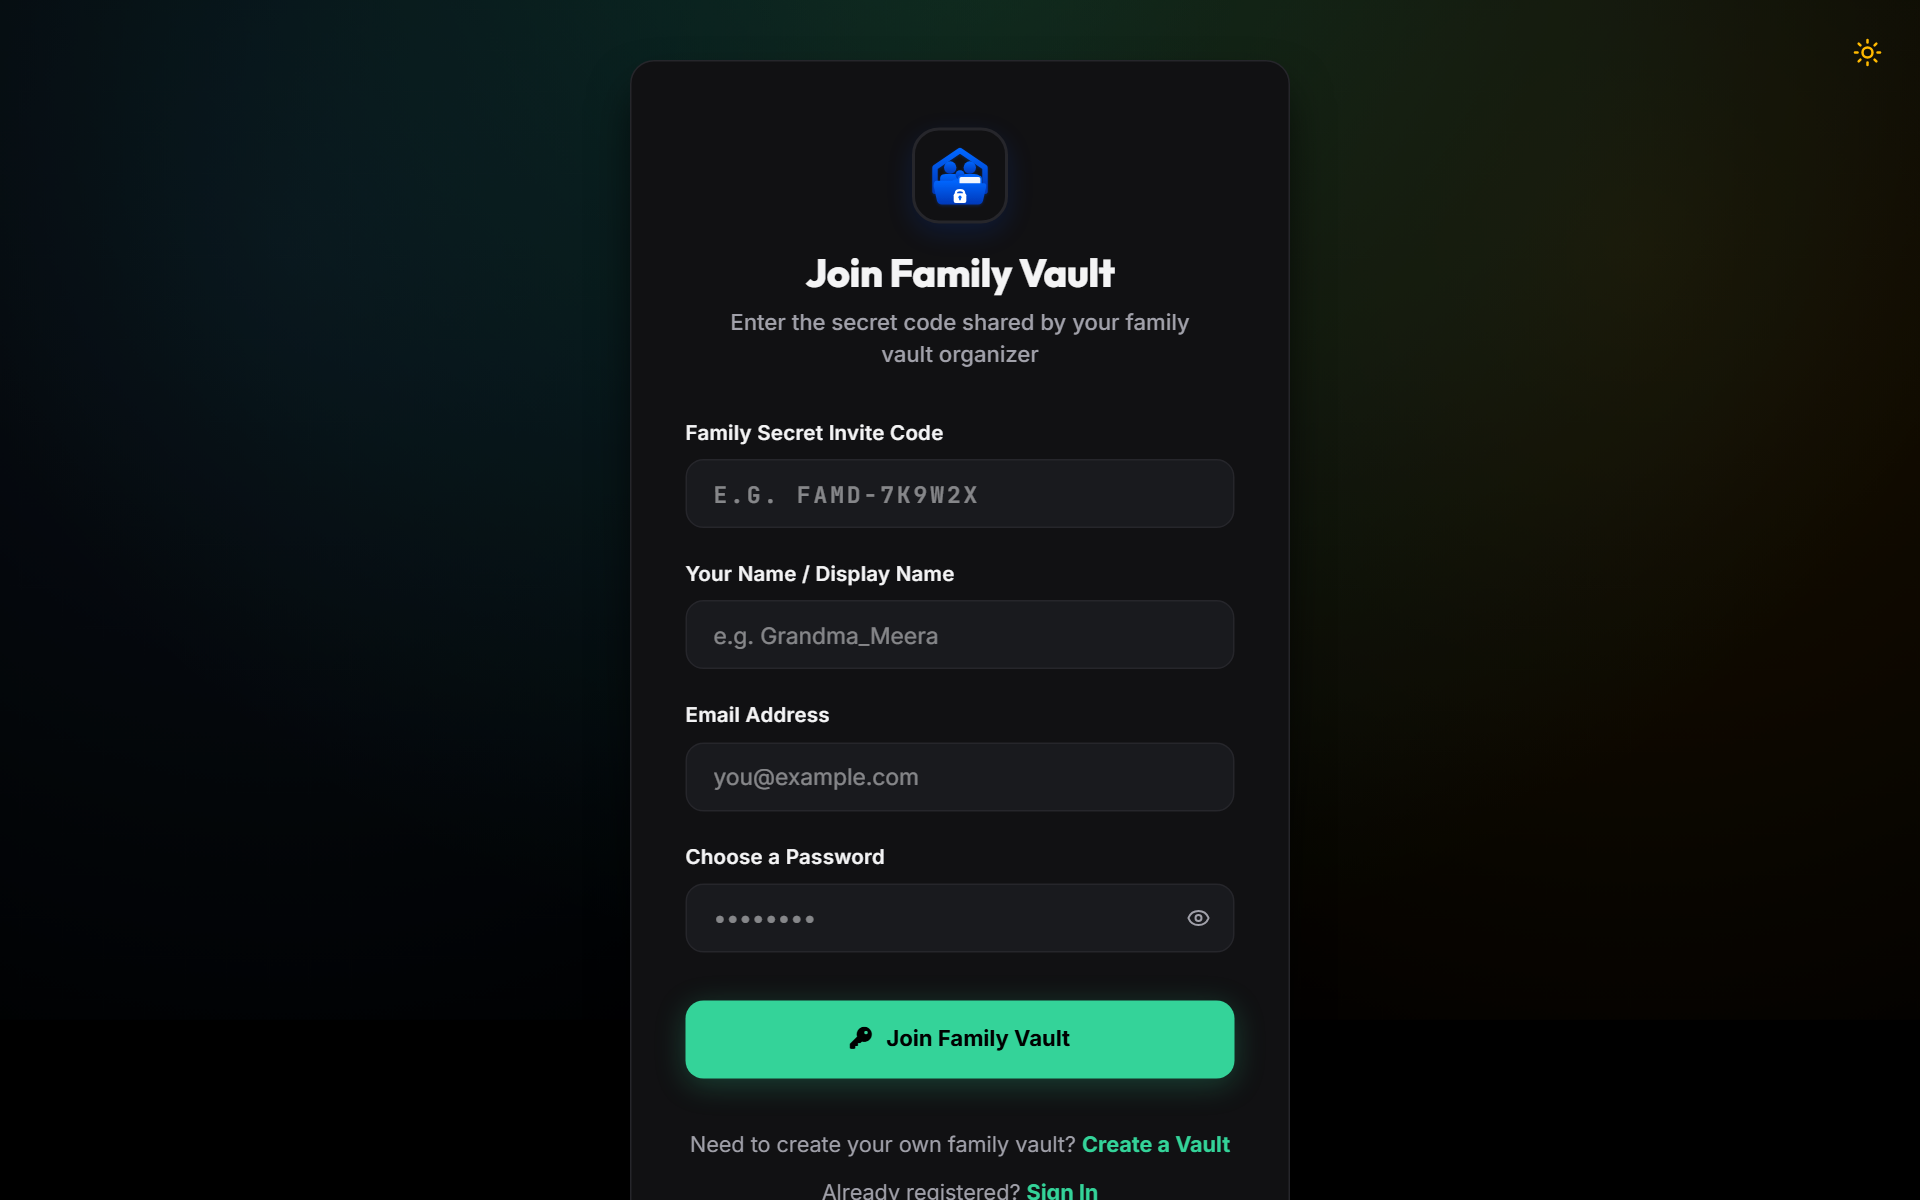 Join Family Vault
Enter the secret code shared by your family
vault organizer
Family Secret Invite Code
E.G. FAMD-7K9W2X
Your Name / Display Name
e.g. Grandma_Meera
Email Address
you@example.com
Choose a Password
••••••••
Join Family Vault
Need to create your own family vault? Create a Vault
Already registered? Sign In